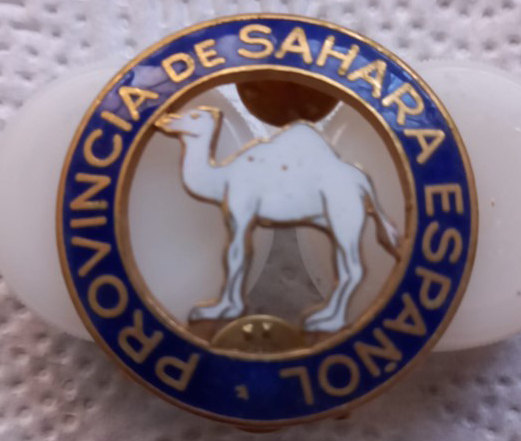 PROVINCIA DE SAHARA ESPAÑOL